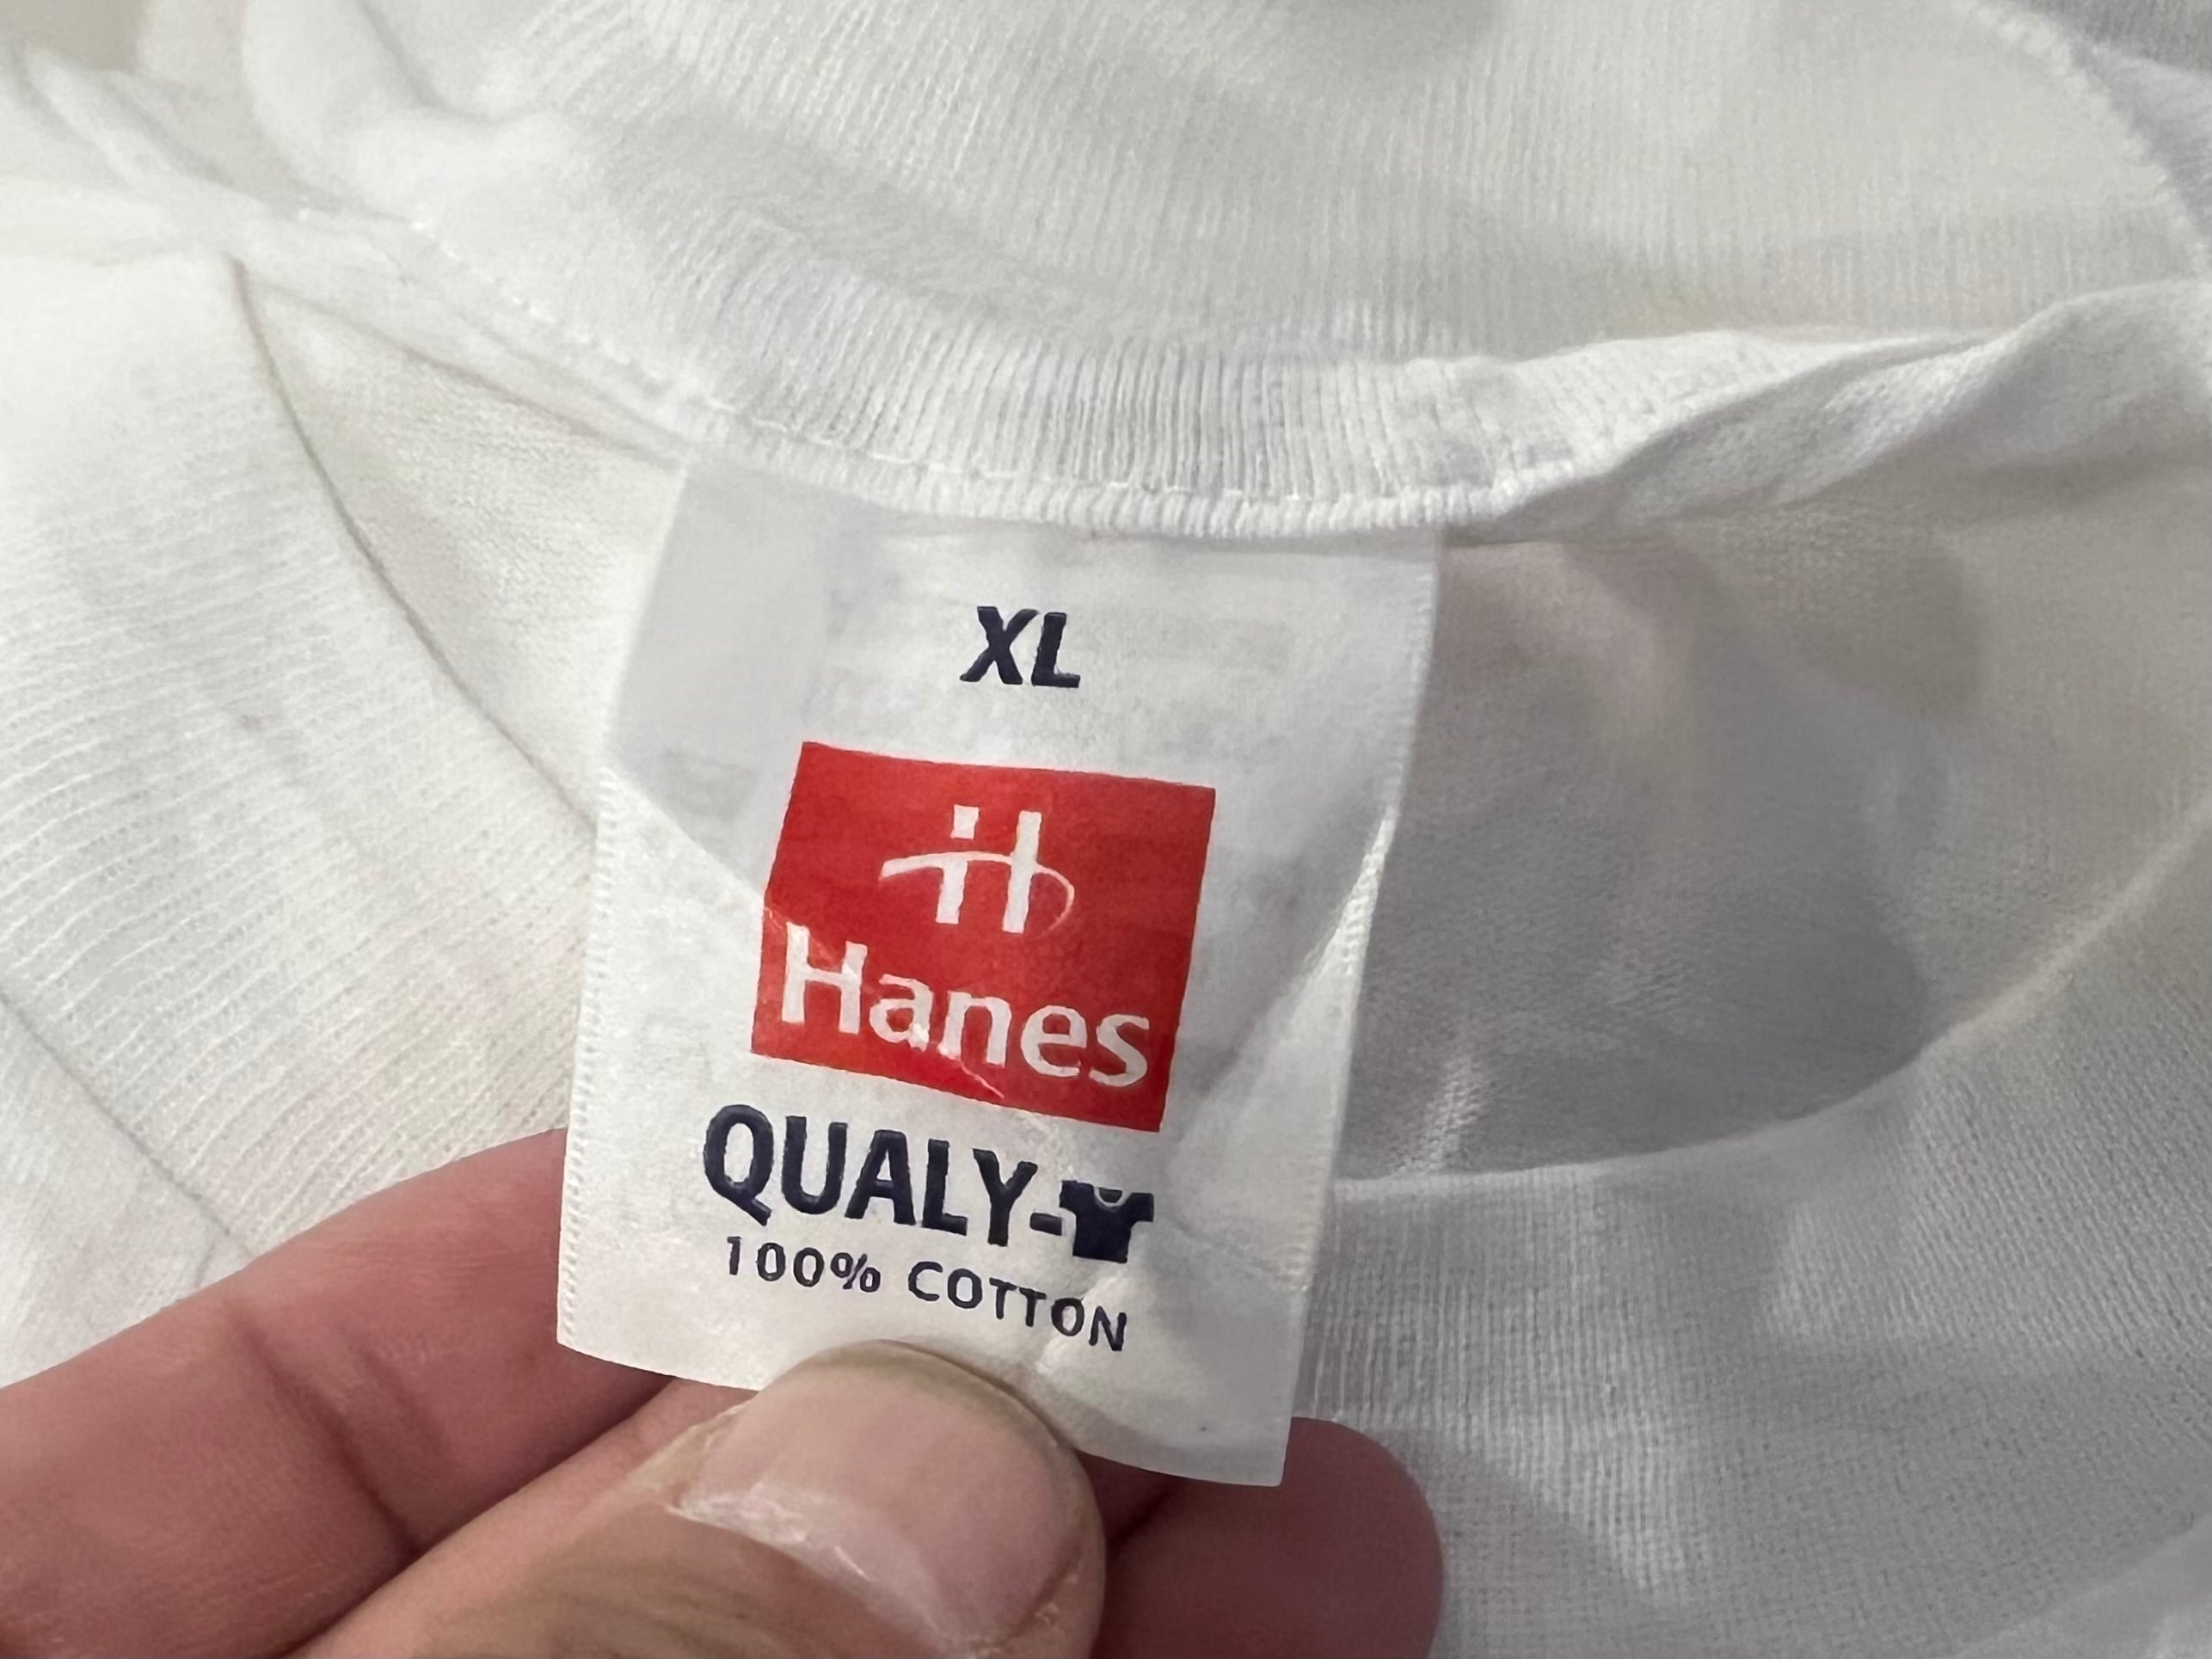 XL
Hanes
QUALY-
100% COTTON